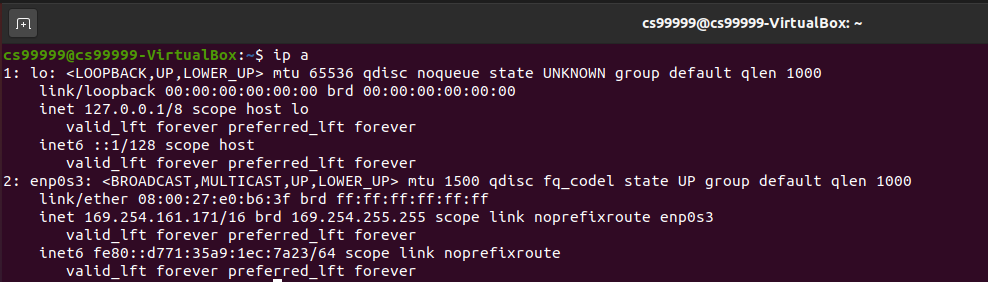 cs99999@cs99999-VirtualBox: ~
cs99999@cs99999-VirtualBox:~$ ip a
1: lo: <LOOPBACK,UP,LOWER_UP> mtu 65536 qdisc noqueue state UNKNOWN group default qlen 1000
    link/loopback 00:00:00:00:00:00 brd 00:00:00:00:00:00
    inet 127.0.0.1/8 scope host lo
       valid_lft forever preferred_lft forever
    inet6 ::1/128 scope host
       valid_lft forever preferred_lft forever
2: enp0s3: <BROADCAST,MULTICAST,UP,LOWER_UP> mtu 1500 qdisc fq_codel state UP group default qlen 1000
    link/ether 08:00:27:e0:b6:3f brd ff:ff:ff:ff:ff:ff
    inet 169.254.161.171/16 brd 169.254.255.255 scope link noprefixroute enp0s3
       valid_lft forever preferred_lft forever
    inet6 fe80::d771:35a9:1ec:7a23/64 scope link noprefixroute
       valid_lft forever preferred_lft forever